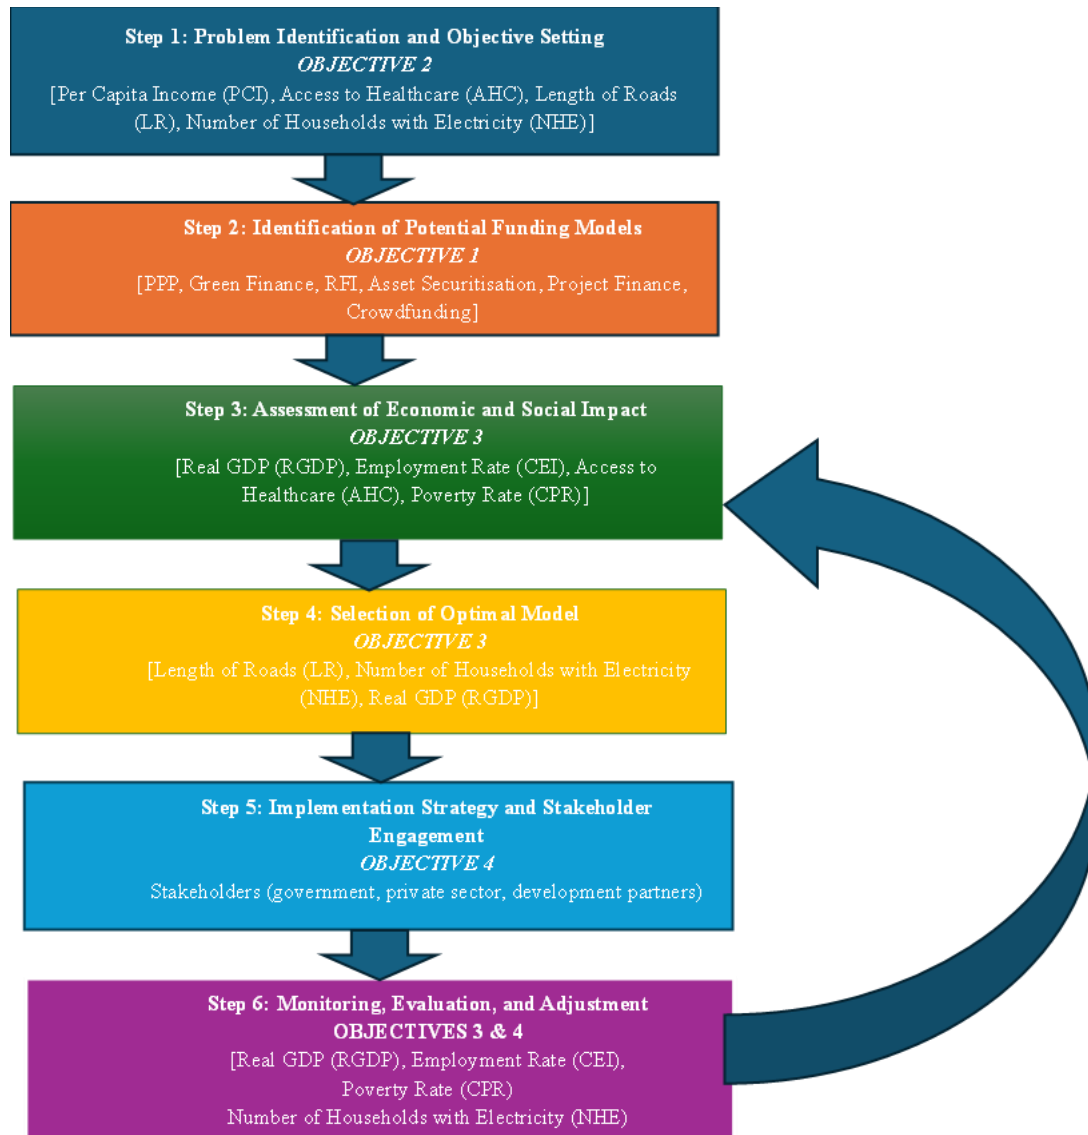 Step 1: Problem Identification and Objective Setting
OBJECTIVE 2
[Per Capita Income (PCI), Access to Healthcare (AHC), Length of Roads
(LR), Number of Households with Electricity (NHE)]
Step 2: Identification of Potential Funding Models
OBJECTIVE 1
[PPP, Green Finance, RFI, Asset Securitisation, Project Finance,
Crowdfunding]
Step 3: Assessment of Economic and Social Impact
OBJECTIVE 3
[Real GDP (RGDP), Employment Rate (CEI), Access to
Healthcare (AHC), Poverty Rate (CPR)]
Step 4: Selection of Optimal Model
OBJECTIVE 3
[Length of Roads (LR), Number of Households with Electricity
(NHE), Real GDP (RGDP)]
Step 5: Implementation Strategy and Stakeholder
Engagement
OBJECTIVE 4
Stakeholders (government, private sector, development partners)
Step 6: Monitoring, Evaluation, and Adjustment
OBJECTIVES 3 & 4
[Real GDP (RGDP), Employment Rate (CEI),
Poverty Rate (CPR)
Number of Households with Electricity (NHE)